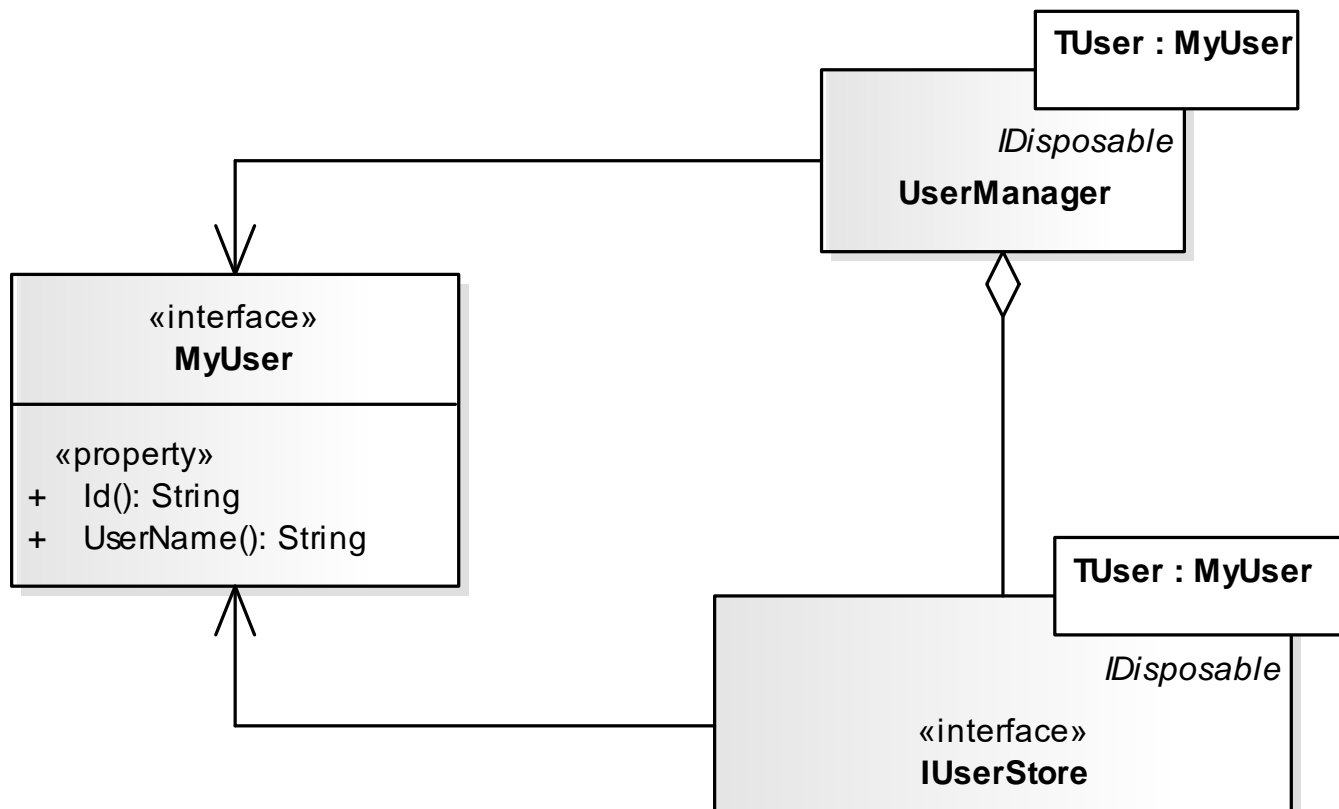 TUser : MyUser
IDisposable
UserManager
«interface»
MyUser
«property»
+ Id(): String
+ UserName(): String
TUser : MyUser
IDisposable
«interface»
IUserStore